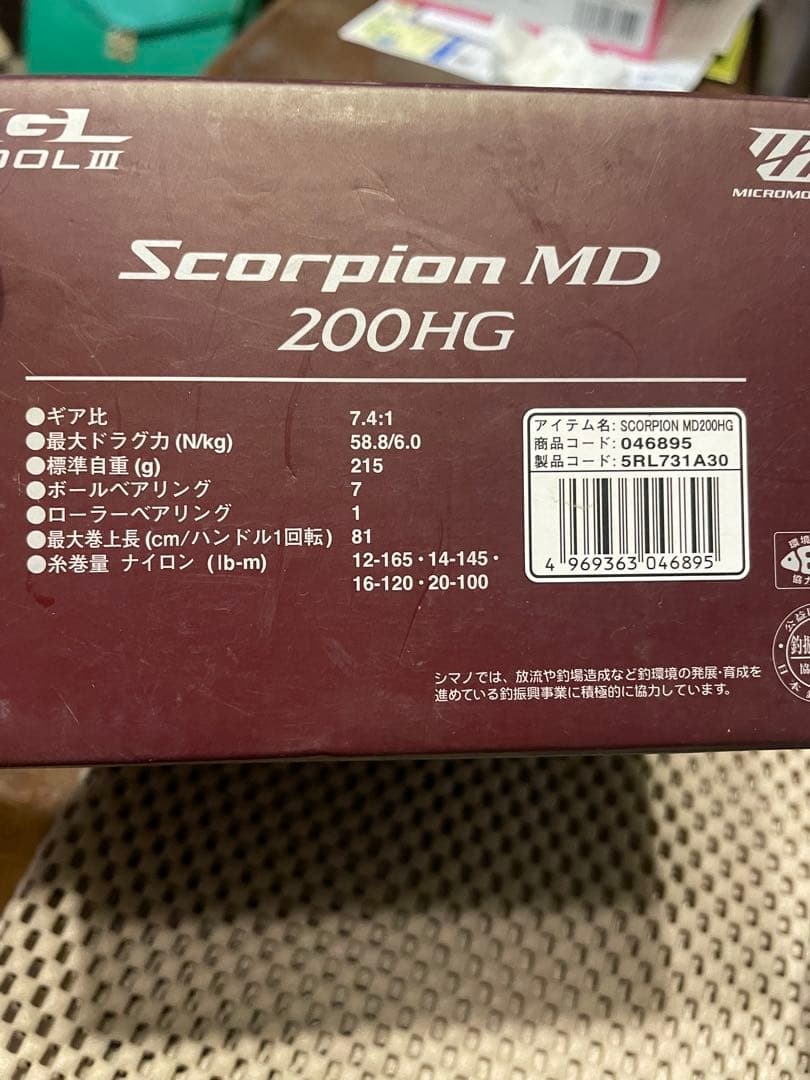 Scorpion MD
200HG
●ギア比 7.4:1
●最大ドラグ力 (N/kg) 58.8/6.0
●標準自重 (g) 215
●ボールベアリング 7
●ローラーベアリング 1
●最大巻上長 (cm/ハンドル1回転) 81
●糸巻量 ナイロン (lb-m) 12-165・14-145・
16-120・20-100
アイテム名: SCORPION MD200HG
商品コード: 046895
製品コード: 5RL731A30
4 969363 046895
シマノでは、放流や釣場造成など釣環境の発展・育成を
進めている釣振興事業に積極的に協力しています。